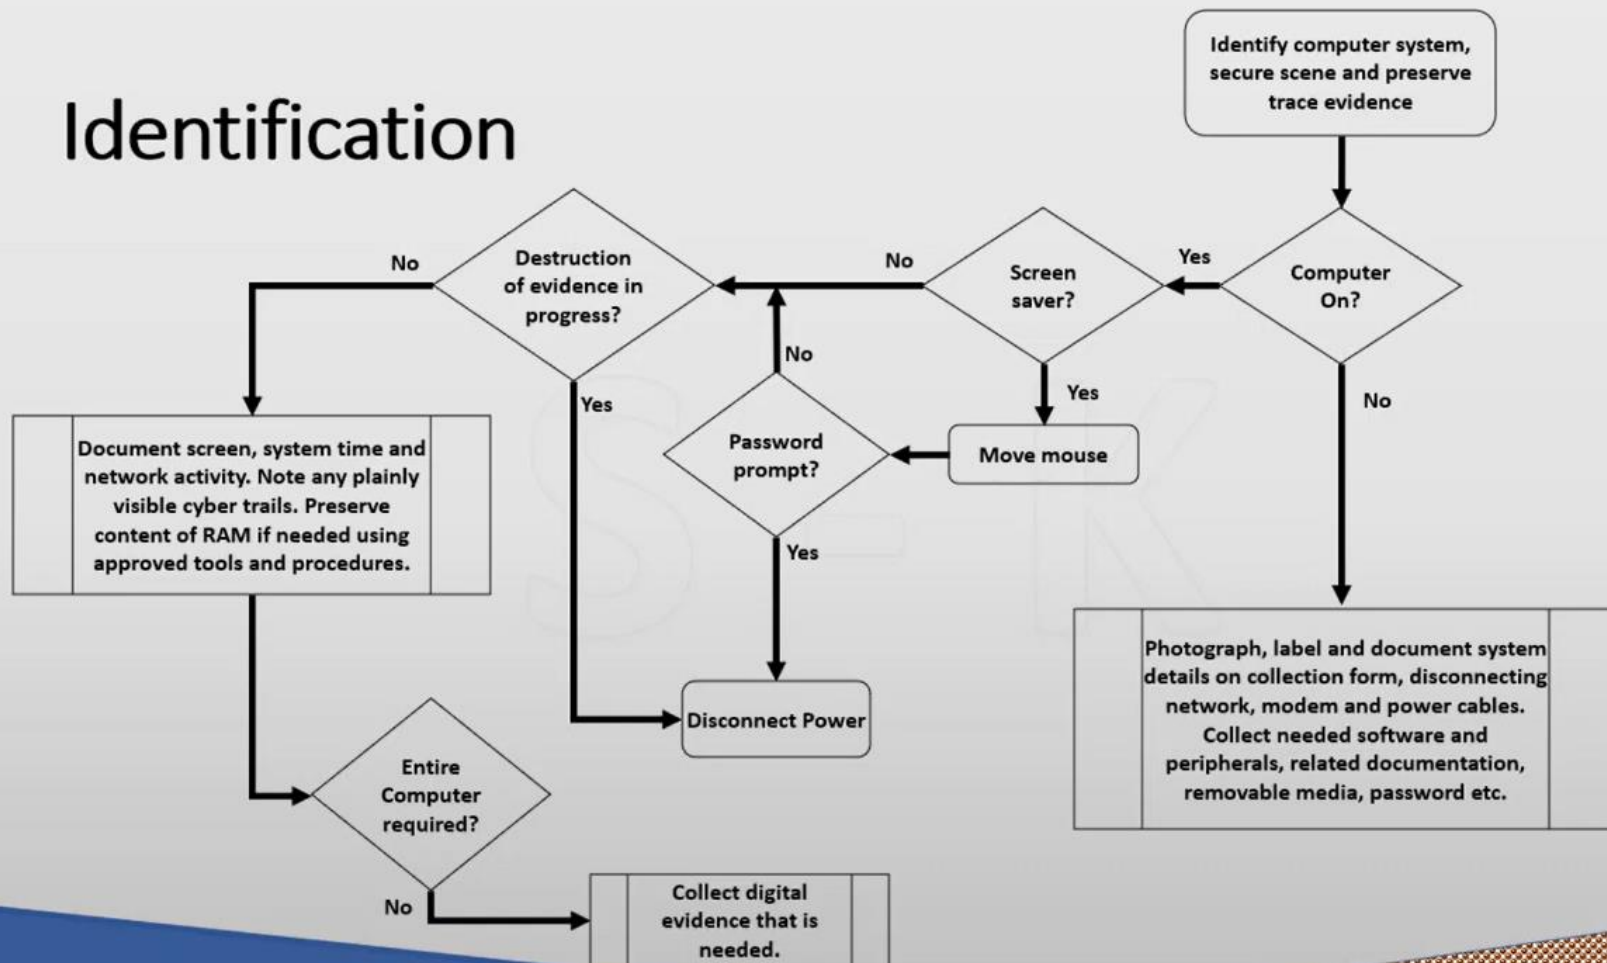 Identification
Identify computer system,
secure scene and preserve
trace evidence
Computer
On?
Yes
No
Screen
saver?
No
Yes
Move mouse
Password
prompt?
No
Yes
Destruction
of evidence in
progress?
No
Yes
Disconnect Power
Document screen, system time and
network activity. Note any plainly
visible cyber trails. Preserve
content of RAM if needed using
approved tools and procedures.
Entire
Computer
required?
No
Collect digital
evidence that is
needed.
Photograph, label and document system
details on collection form, disconnecting
network, modem and power cables.
Collect needed software and
peripherals, related documentation,
removable media, password etc.
S - K